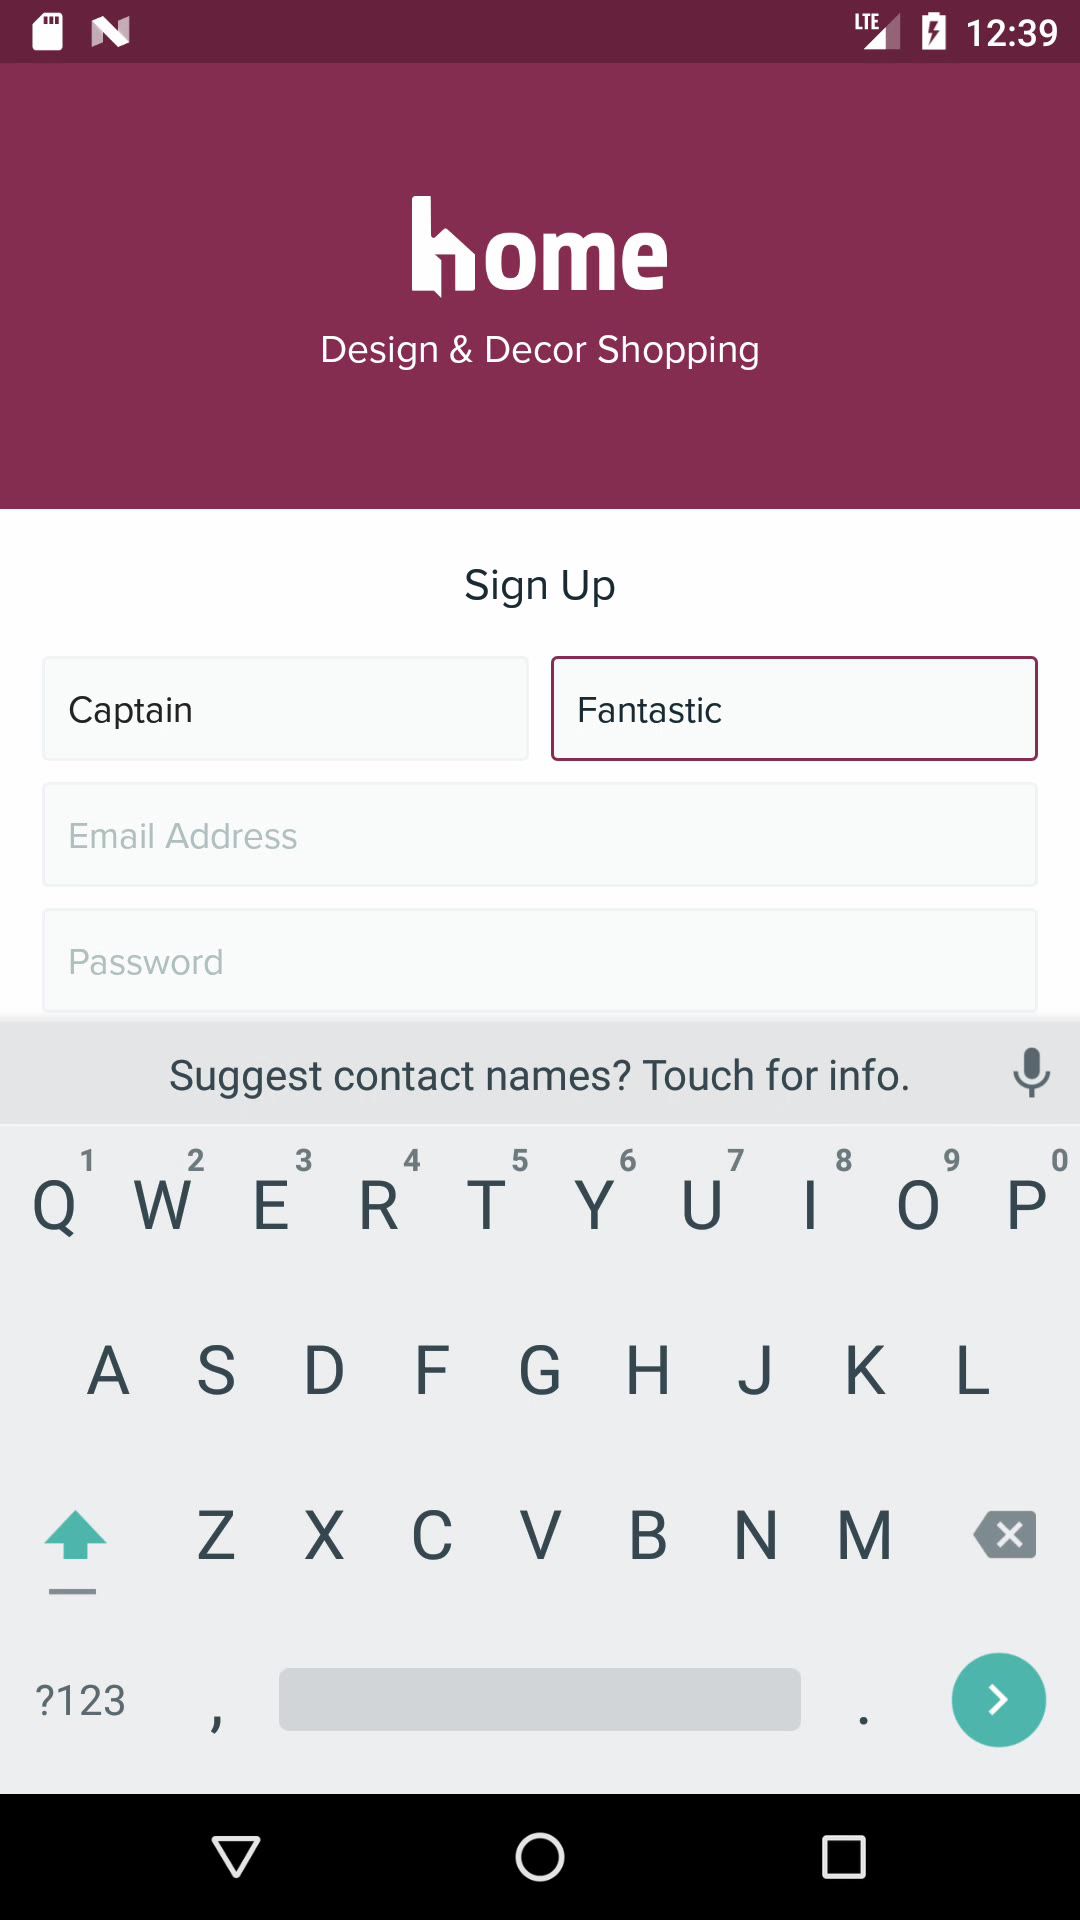 LTE 12:39
home
Design & Decor Shopping
Sign Up
Captain Fantastic
Email Address
Password
Suggest contact names? Touch for info.
1 2 3 4 5 6 7 8 9 0
Q W E R T Y U I O P
A S D F G H J K L
Z X C V B N M
?123 , .